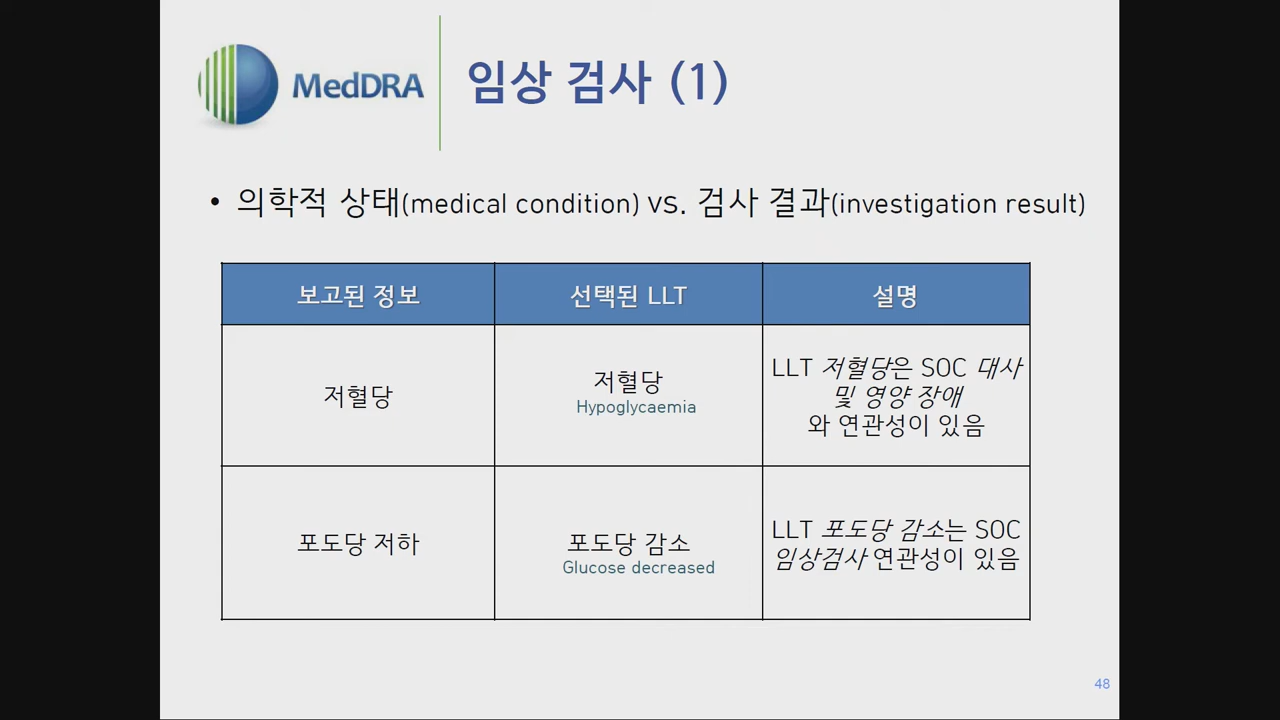 MedDRA
임상 검사 (1)
• 의학적 상태(medical condition) vs. 검사 결과(investigation result)
보고된 정보
선택된 LLT
설명
저혈당
저혈당
Hypoglycaemia
LLT 저혈당은 SOC 대사
및 영양 장애
와 연관성이 있음
포도당 저하
포도당 감소
Glucose decreased
LLT 포도당 감소는 SOC
임상검사 연관성이 있음
48